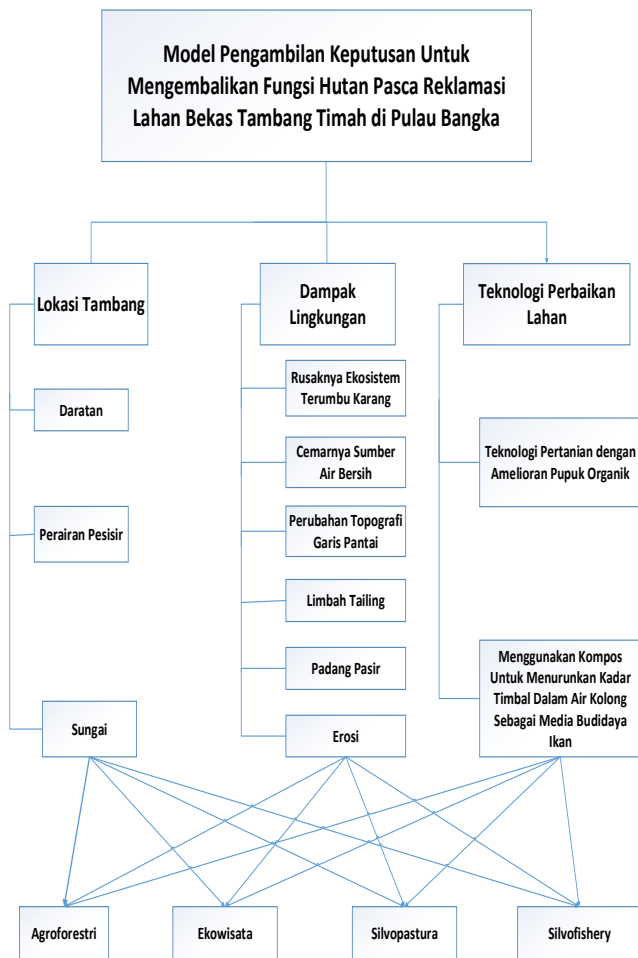 Model Pengambilan Keputusan Untuk
Mengembalikan Fungsi Hutan Pasca Reklamasi
Lahan Bekas Tambang Timah di Pulau Bangka
Lokasi Tambang
Daratan
Perairan Pesisir
Sungai
Dampak
Lingkungan
Rusaknya Ekosistem
Terumbu Karang
Cemarnya Sumber
Air Bersih
Perubahan Topografi
Garis Pantai
Limbah Tailing
Padang Pasir
Erosi
Teknologi Perbaikan
Lahan
Teknologi Pertanian dengan
Amelioran Pupuk Organik
Menggunakan Kompos
Untuk Menurunkan Kadar
Timbal Dalam Air Kolong
Sebagai Media Budidaya
Ikan
Agroforestri
Ekowisata
Silvopastura
Silvofishery